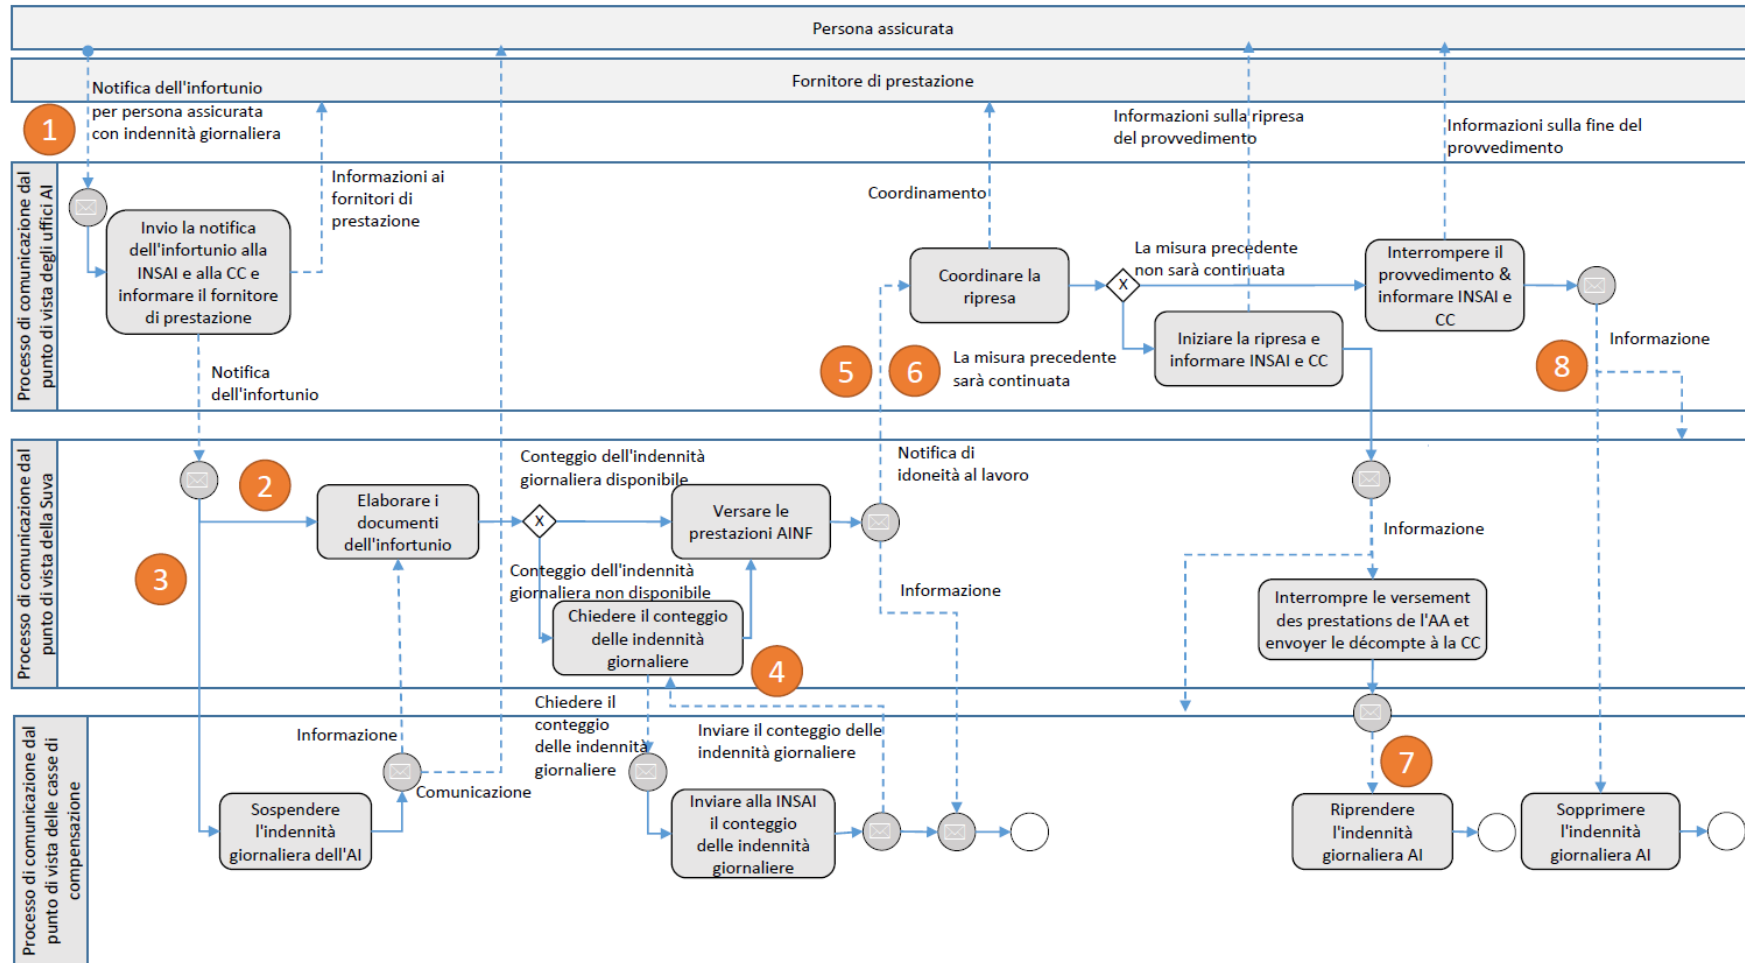 Persona assicurata
Fornitore di prestazione
Notifica dell'infortunio
per persona assicurata
con indennità giornaliera
1
Informazioni sulla ripresa
del provvedimento
Informazioni sulla fine del
provvedimento
Processo di comunicazione dal
punto di vista degli uffici AI
Informazioni ai
fornitori di
prestazione
Invio la notifica
dell'infortunio alla
INSAI e alla CC e
informare il fornitore
di prestazione
Notifica
dell'infortunio
Coordinamento
Coordinare la
ripresa
La misura precedente
non sarà continuata
X
Interrompere il
provvedimento &
informare INSAI e
CC
Iniziare la ripresa e
informare INSAI e CC
5
6
La misura precedente
sarà continuata
8
Informazione
Processo di comunicazione dal
punto di vista della Suva
2
3
Elaborare i
documenti
dell'infortunio
Conteggio dell'indennità
giornaliera disponibile
X
Versare le
prestazioni AINF
Notifica di
idoneità al lavoro
Conteggio dell'indennità
giornaliera non disponibile
Chiedere il conteggio
delle indennità
giornaliere
4
Informazione
Informazione
Interrompre le versement
des prestations de l'AA et
envoyer le décompte à la CC
Processo di comunicazione dal
punto di vista delle casse di
compensazione
Informazione
Comunicazione
Sospendere
l'indennità
giornaliera dell'AI
Chiedere il
conteggio
delle indennità
giornaliere
Inviare il conteggio delle
indennità giornaliere
Inviare alla INSAI
il conteggio
delle indennità
giornaliere
7
Riprendere
l'indennità
giornaliera AI
Sopprimere
l'indennità
giornaliera AI